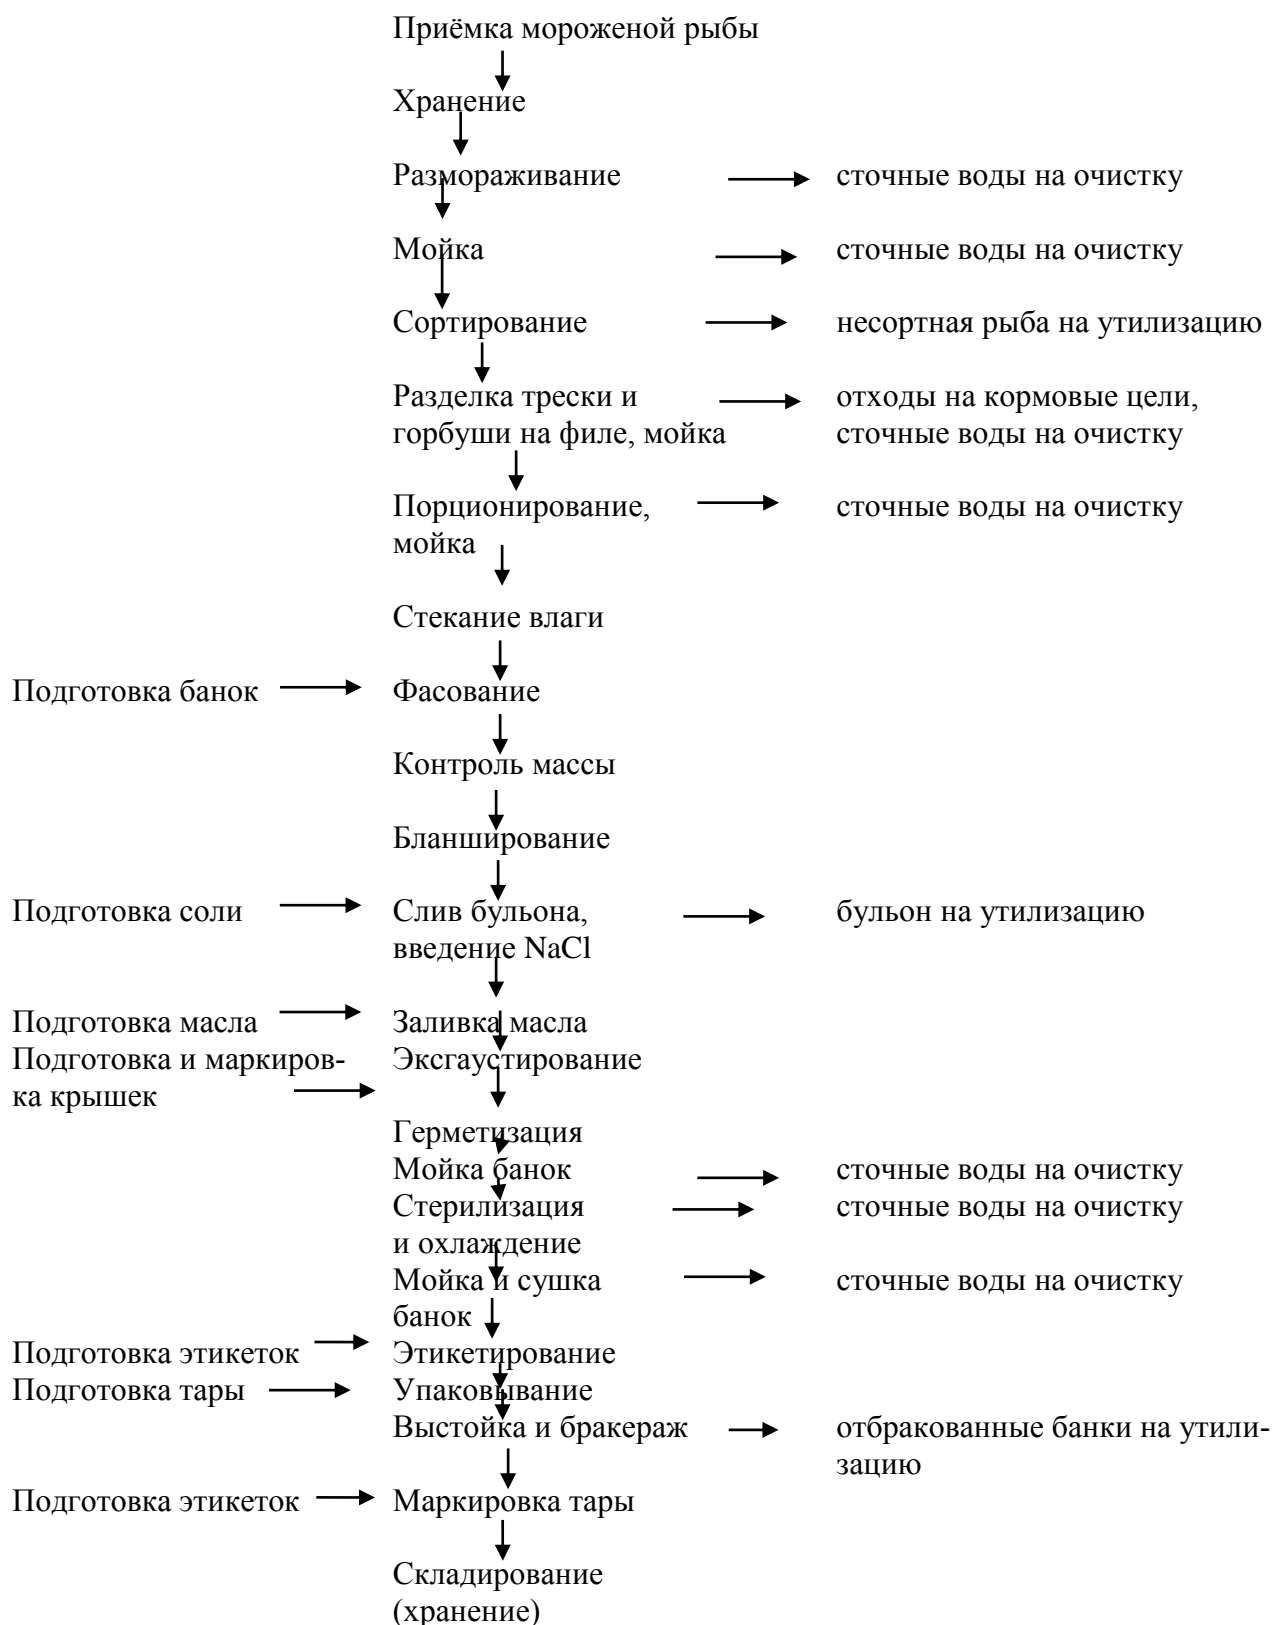 Приёмка мороженой рыбы
Хранение
Размораживание сточные воды на очистку
Мойка сточные воды на очистку
Сортирование несортная рыба на утилизацию
Разделка трески и отходы на кормовые цели,
горбуши на филе, мойка сточные воды на очистку
Порционирование, сточные воды на очистку
мойка
Стекание влаги
Подготовка банок Фасование
Контроль массы
Бланширование
Подготовка соли Слив бульона, бульон на утилизацию
введение NaCl
Подготовка масла Заливка масла
Подготовка и маркиров- Эксгаустирование
ка крышек
Герметизация
Мойка банок сточные воды на очистку
Стерилизация сточные воды на очистку
и охлаждение
Мойка и сушка сточные воды на очистку
банок
Подготовка этикеток Этикетирование
Подготовка тары Упаковывание
Выстойка и бракераж отбракованные банки на утили-
зацию
Подготовка этикеток Маркировка тары
Складирование
(хранение)